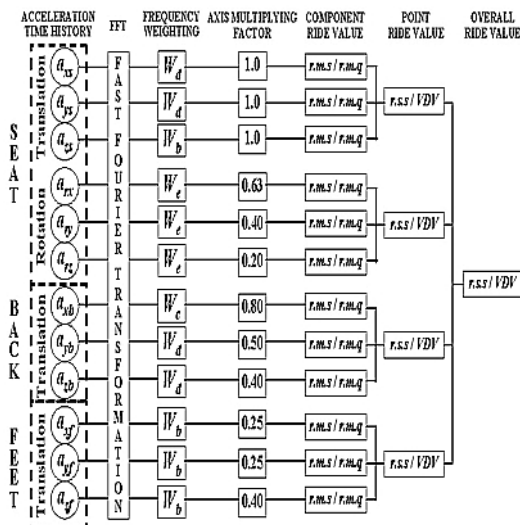 ACCELERATION TIME HISTORY
FFT
FREQUENCY WEIGHTING
AXIS MULTIPLYING FACTOR
COMPONENT RIDE VALUE
POINT RIDE VALUE
OVERALL RIDE VALUE
SEAT
Translation
a_xs W_d 1.0 r.m.s / r.m.q
a_ys W_d 1.0 r.m.s / r.m.q r.s.s / VDV
a_zs W_b 1.0 r.m.s / r.m.q
Rotation
a_rx W_e 0.63 r.m.s / r.m.q
a_ry W_e 0.40 r.m.s / r.m.q r.s.s / VDV
a_rz W_e 0.20 r.m.s / r.m.q
r.s.s / VDV
BACK
Translation
a_xb W_c 0.80 r.m.s / r.m.q
a_yb W_d 0.50 r.m.s / r.m.q r.s.s / VDV
a_zb W_d 0.40 r.m.s / r.m.q
FEET
Translation
a_xf W_b 0.25 r.m.s / r.m.q
a_yf W_b 0.25 r.m.s / r.m.q r.s.s / VDV
a_zf W_b 0.40 r.m.s / r.m.q
FAST FOURIER TRANSFORMATION